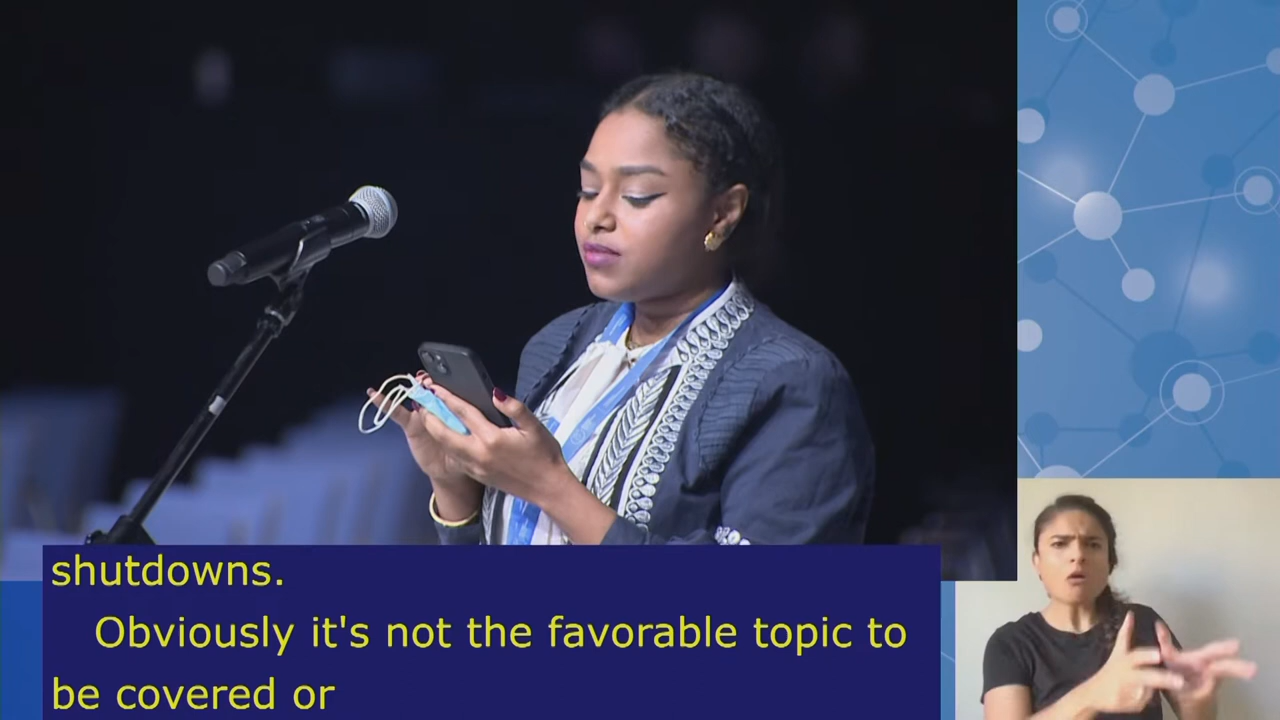 shutdowns.
Obviously it's not the favorable topic to
be covered or